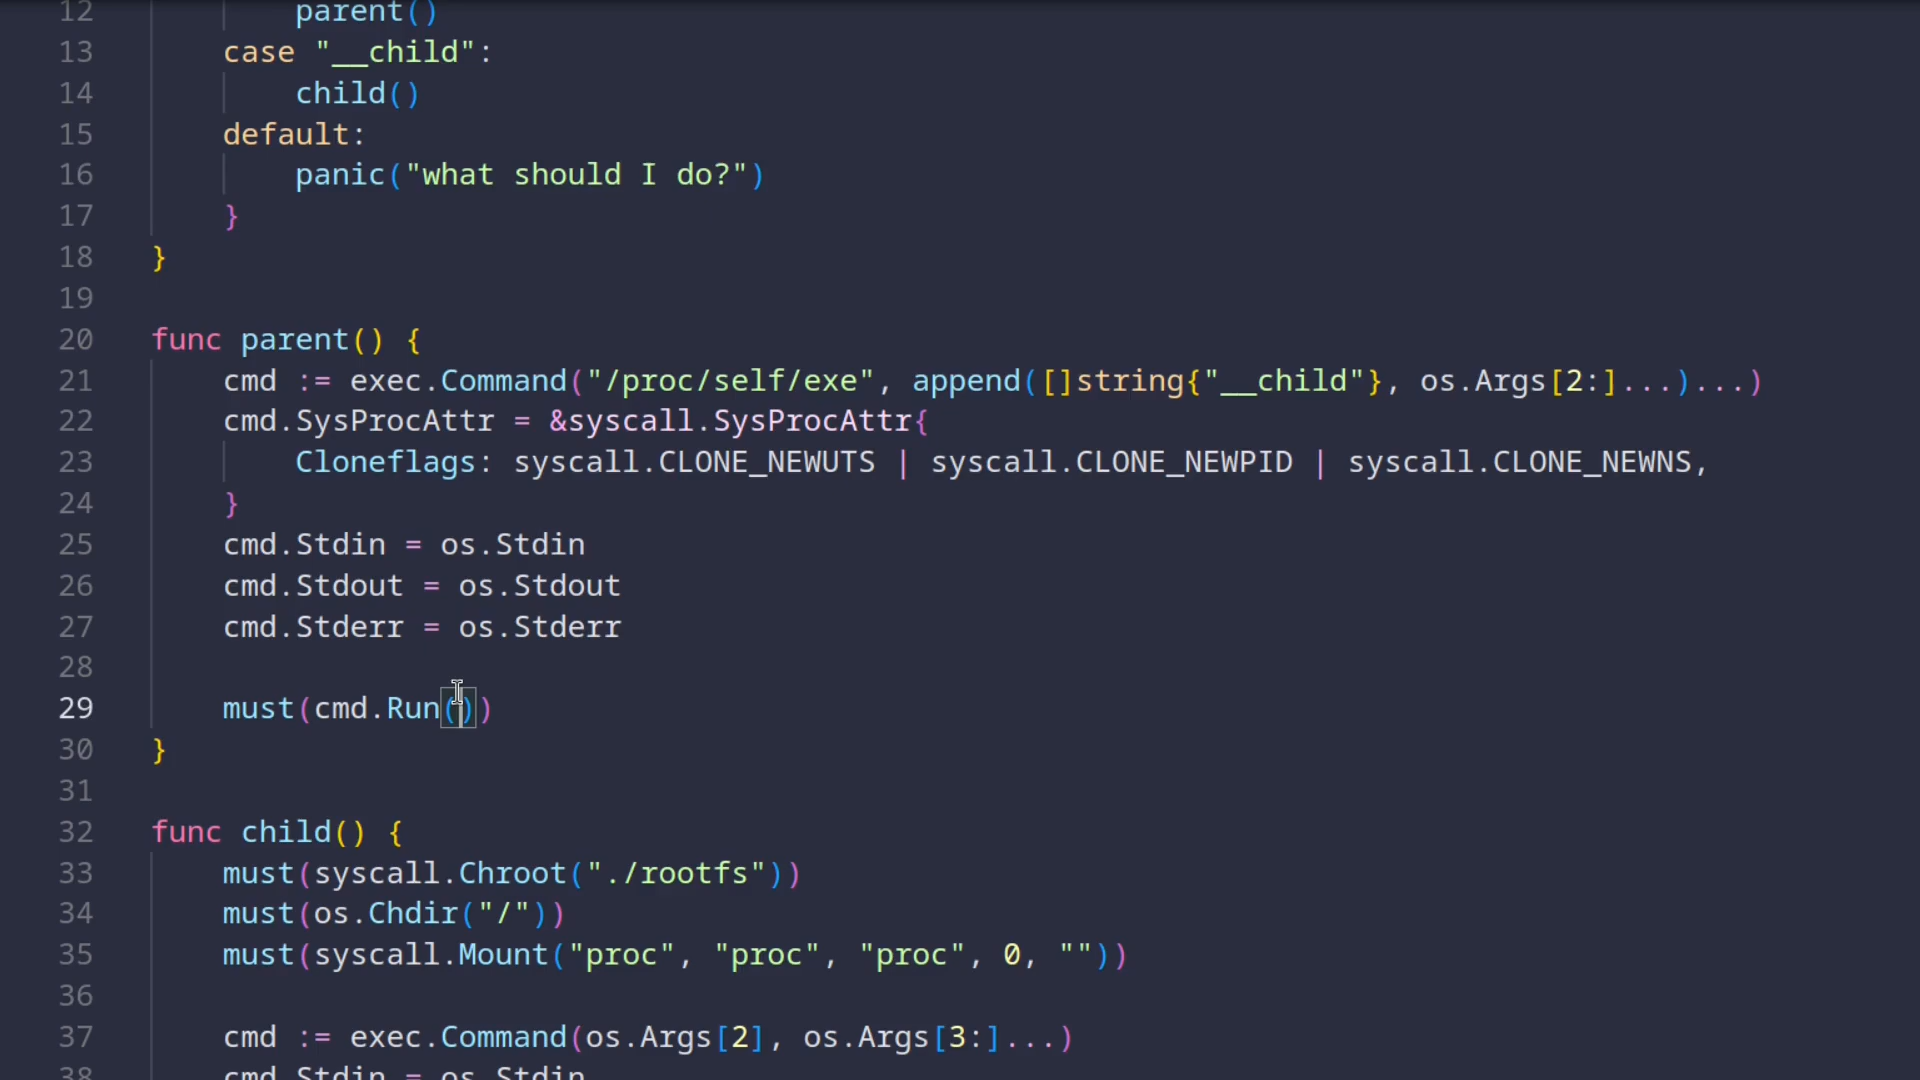 12 parent()
13 case "__child":
14 child()
15 default:
16 panic("what should I do?")
17 }
18 }
19
20 func parent() {
21 cmd := exec.Command("/proc/self/exe", append([]string{"__child"}, os.Args[2:]...)...)
22 cmd.SysProcAttr = &syscall.SysProcAttr{
23 Cloneflags: syscall.CLONE_NEWUTS | syscall.CLONE_NEWPID | syscall.CLONE_NEWNS,
24 }
25 cmd.Stdin = os.Stdin
26 cmd.Stdout = os.Stdout
27 cmd.Stderr = os.Stderr
28
29 must(cmd.Run())
30 }
31
32 func child() {
33 must(syscall.Chroot("./rootfs"))
34 must(os.Chdir("/"))
35 must(syscall.Mount("proc", "proc", "proc", 0, ""))
36
37 cmd := exec.Command(os.Args[2], os.Args[3:]...)
38 cmd.Stdin = os.Stdin